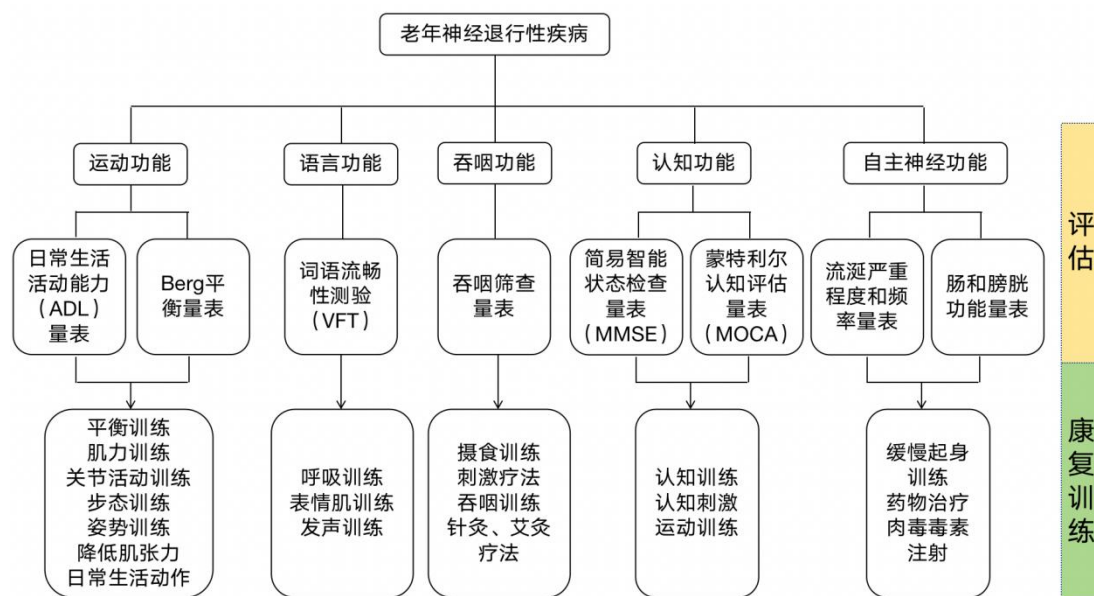 老年神经退行性疾病
运动功能
语言功能
吞咽功能
认知功能
自主神经功能
日常生活
活动能力
（ADL）
量表
Berg平
衡量表
词语流畅
性测验
（VFT）
吞咽筛查
量表
简易智能
状态检查
量表
（MMSE）
蒙特利尔
认知评估
量表
（MOCA）
流涎严重
程度和频
率量表
肠和膀胱
功能量表
评
估
平衡训练
肌力训练
关节活动训练
步态训练
姿势训练
降低肌张力
日常生活动作
呼吸训练
表情肌训练
发声训练
摄食训练
刺激疗法
吞咽训练
针灸、艾灸
疗法
认知训练
认知刺激
运动训练
缓慢起身
训练
药物治疗
肉毒毒素
注射
康
复
训
练